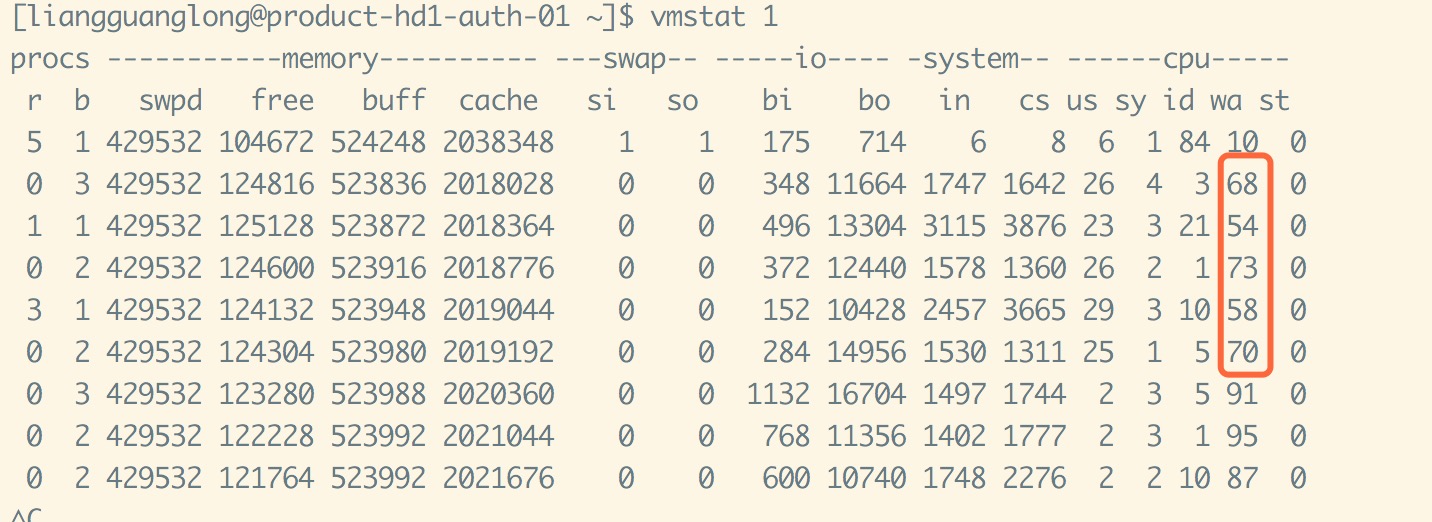 [liangguanglong@product-hd1-auth-01 ~]$ vmstat 1
procs -----------memory---------- ---swap-- -----io---- -system-- ------cpu-----
 r  b   swpd   free   buff  cache   si   so    bi    bo   in   cs us sy id wa st
 5  1 429532 104672 524248 2038348    1    1   175   714    6    8  6  1 84 10  0
 0  3 429532 124816 523836 2018028    0    0   348 11664 1747 1642 26  4  3 68  0
 1  1 429532 125128 523872 2018364    0    0   496 13304 3115 3876 23  3 21 54  0
 0  2 429532 124600 523916 2018776    0    0   372 12440 1578 1360 26  2  1 73  0
 3  1 429532 124132 523948 2019044    0    0   152 10428 2457 3665 29  3 10 58  0
 0  2 429532 124304 523980 2019192    0    0   284 14956 1530 1311 25  1  5 70  0
 0  3 429532 123280 523988 2020360    0    0  1132 16704 1497 1744  2  3  5 91  0
 0  2 429532 122228 523992 2021044    0    0   768 11356 1402 1777  2  3  1 95  0
 0  2 429532 121764 523992 2021676    0    0   600 10740 1748 2276  2  2 10 87  0
^C